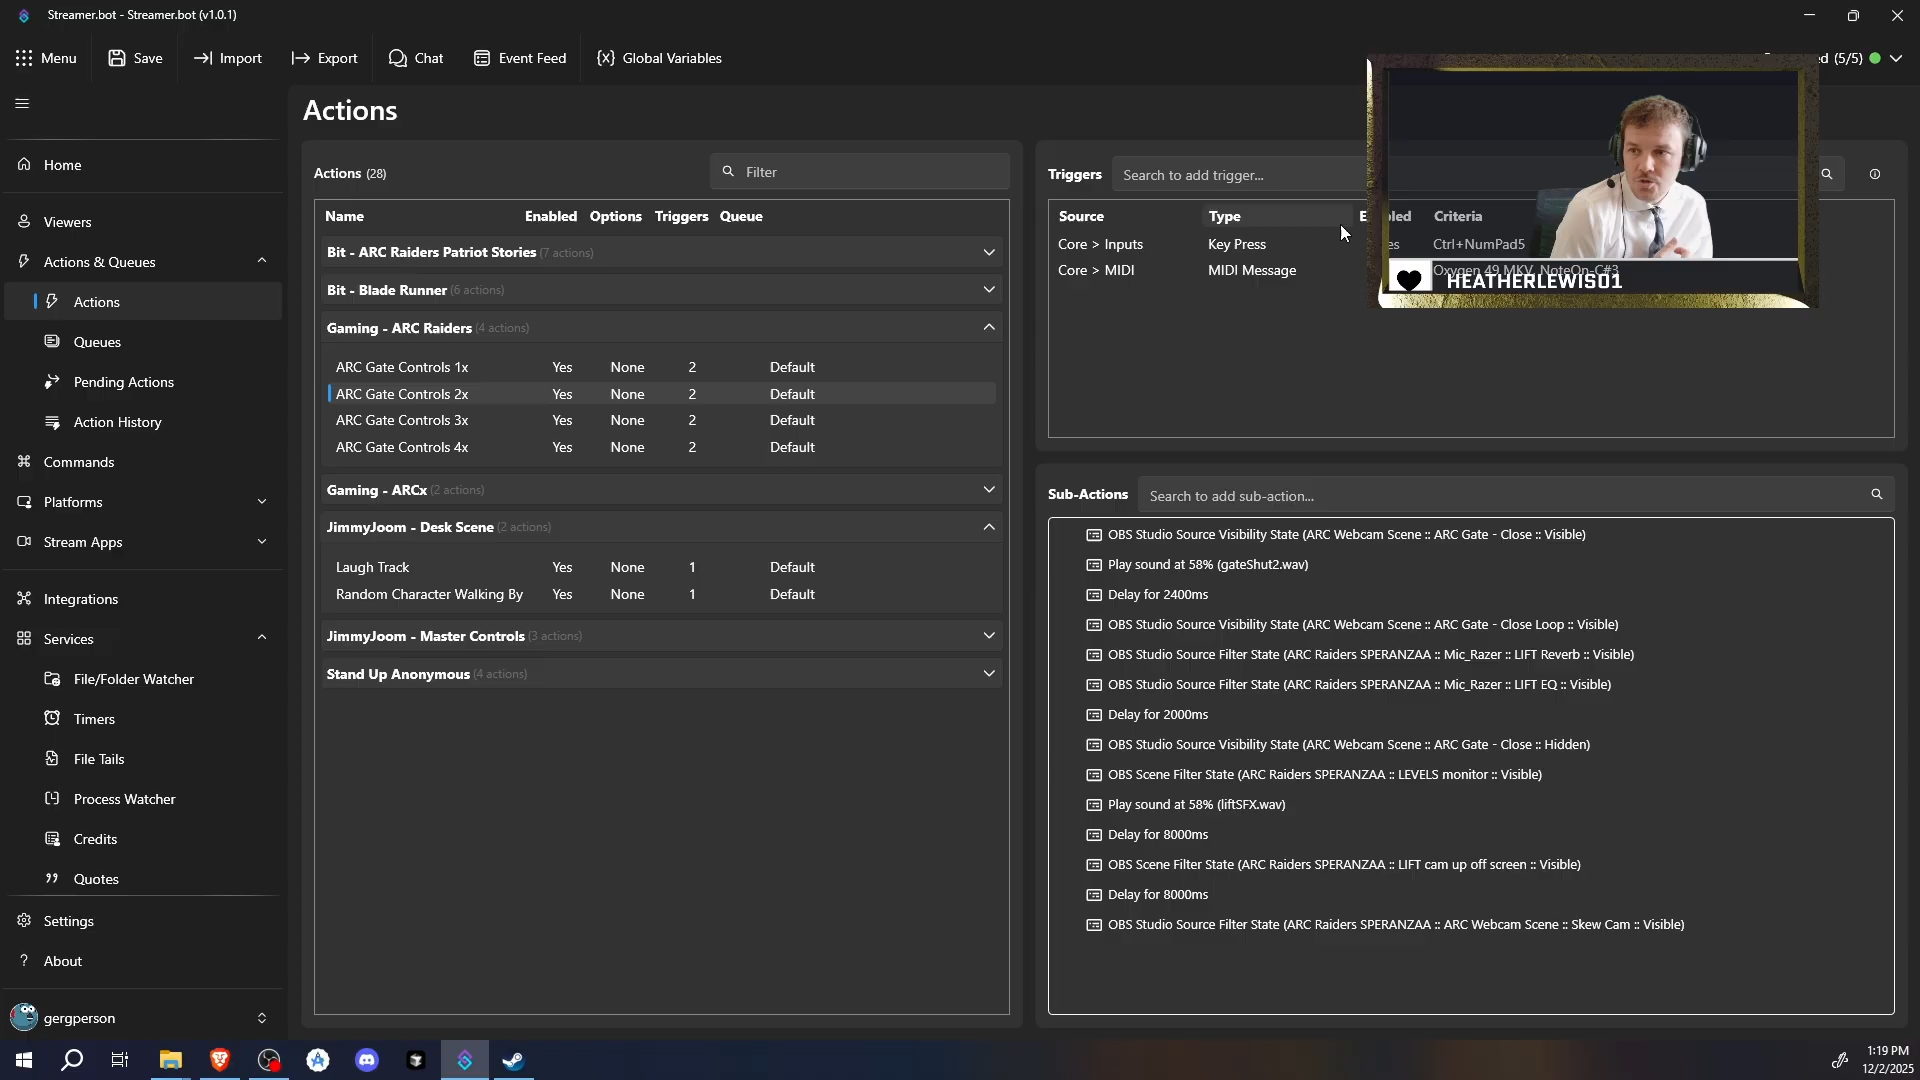 Streamer.bot - Streamer.bot (v1.0.1)
Menu
Save
Import
Export
Chat
Event Feed
Global Variables
(5/5)
Home
Viewers
Actions & Queues
Actions
Queues
Pending Actions
Action History
Commands
Platforms
Stream Apps
Integrations
Services
File/Folder Watcher
Timers
File Tails
Process Watcher
Credits
Quotes
Settings
About
gergperson
Actions
Actions (28)
Filter
Name Enabled Options Triggers Queue
Bit - ARC Raiders Patriot Stories (7 actions)
Bit - Blade Runner (6 actions)
Gaming - ARC Raiders (4 actions)
ARC Gate Controls 1x Yes None 2 Default
ARC Gate Controls 2x Yes None 2 Default
ARC Gate Controls 3x Yes None 2 Default
ARC Gate Controls 4x Yes None 2 Default
Gaming - ARCx (2 actions)
JimmyJoom - Desk Scene (2 actions)
Laugh Track Yes None 1 Default
Random Character Walking By Yes None 1 Default
JimmyJoom - Master Controls (3 actions)
Stand Up Anonymous (4 actions)
Triggers
Search to add trigger...
Source Type Criteria
Core > Inputs Key Press Ctrl+NumPad5
Core > MIDI MIDI Message Oxygen 49 MKV, NoteOn-C#3
HEATHERLEWIS01
Sub-Actions
Search to add sub-action...
OBS Studio Source Visibility State (ARC Webcam Scene :: ARC Gate - Close :: Visible)
Play sound at 58% (gateShut2.wav)
Delay for 2400ms
OBS Studio Source Visibility State (ARC Webcam Scene :: ARC Gate - Close Loop :: Visible)
OBS Studio Source Filter State (ARC Raiders SPERANZAA :: Mic_Razer :: LIFT Reverb :: Visible)
OBS Studio Source Filter State (ARC Raiders SPERANZAA :: Mic_Razer :: LIFT EQ :: Visible)
Delay for 2000ms
OBS Studio Source Visibility State (ARC Webcam Scene :: ARC Gate - Close :: Hidden)
OBS Scene Filter State (ARC Raiders SPERANZAA :: LEVELS monitor :: Visible)
Play sound at 58% (liftSFX.wav)
Delay for 8000ms
OBS Scene Filter State (ARC Raiders SPERANZAA :: LIFT cam up off screen :: Visible)
Delay for 8000ms
OBS Studio Source Filter State (ARC Raiders SPERANZAA :: ARC Webcam Scene :: Skew Cam :: Visible)
1:19 PM
12/2/2025